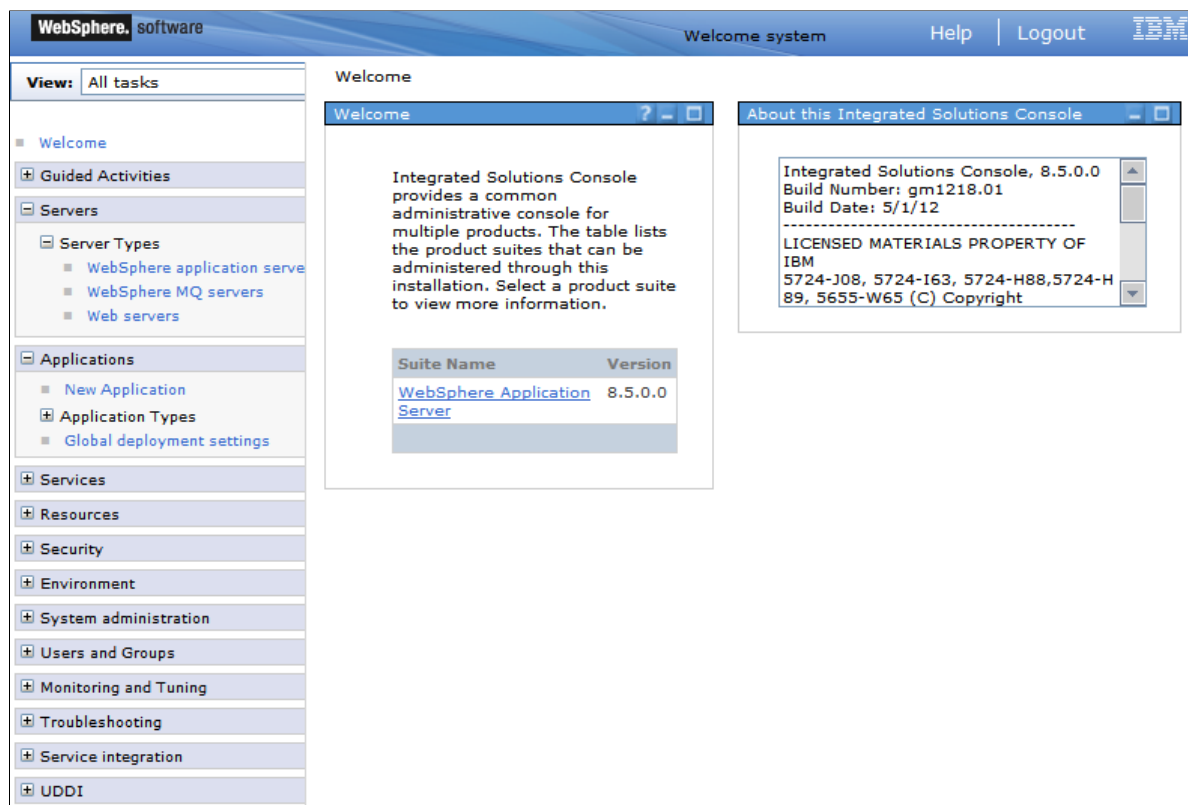 WebSphere. software
Welcome system
Help
Logout
IBM
View: All tasks
Welcome
Guided Activities
Servers
Server Types
WebSphere application serve
WebSphere MQ servers
Web servers
Applications
New Application
Application Types
Global deployment settings
Services
Resources
Security
Environment
System administration
Users and Groups
Monitoring and Tuning
Troubleshooting
Service integration
UDDI
Welcome
Welcome
Integrated Solutions Console
provides a common
administrative console for
multiple products. The table lists
the product suites that can be
administered through this
installation. Select a product suite
to view more information.
Suite Name Version
WebSphere Application 8.5.0.0
Server
About this Integrated Solutions Console
Integrated Solutions Console, 8.5.0.0
Build Number: gm1218.01
Build Date: 5/1/12
---------------------------------------
LICENSED MATERIALS PROPERTY OF
IBM
5724-J08, 5724-I63, 5724-H88,5724-H
89, 5655-W65 (C) Copyright